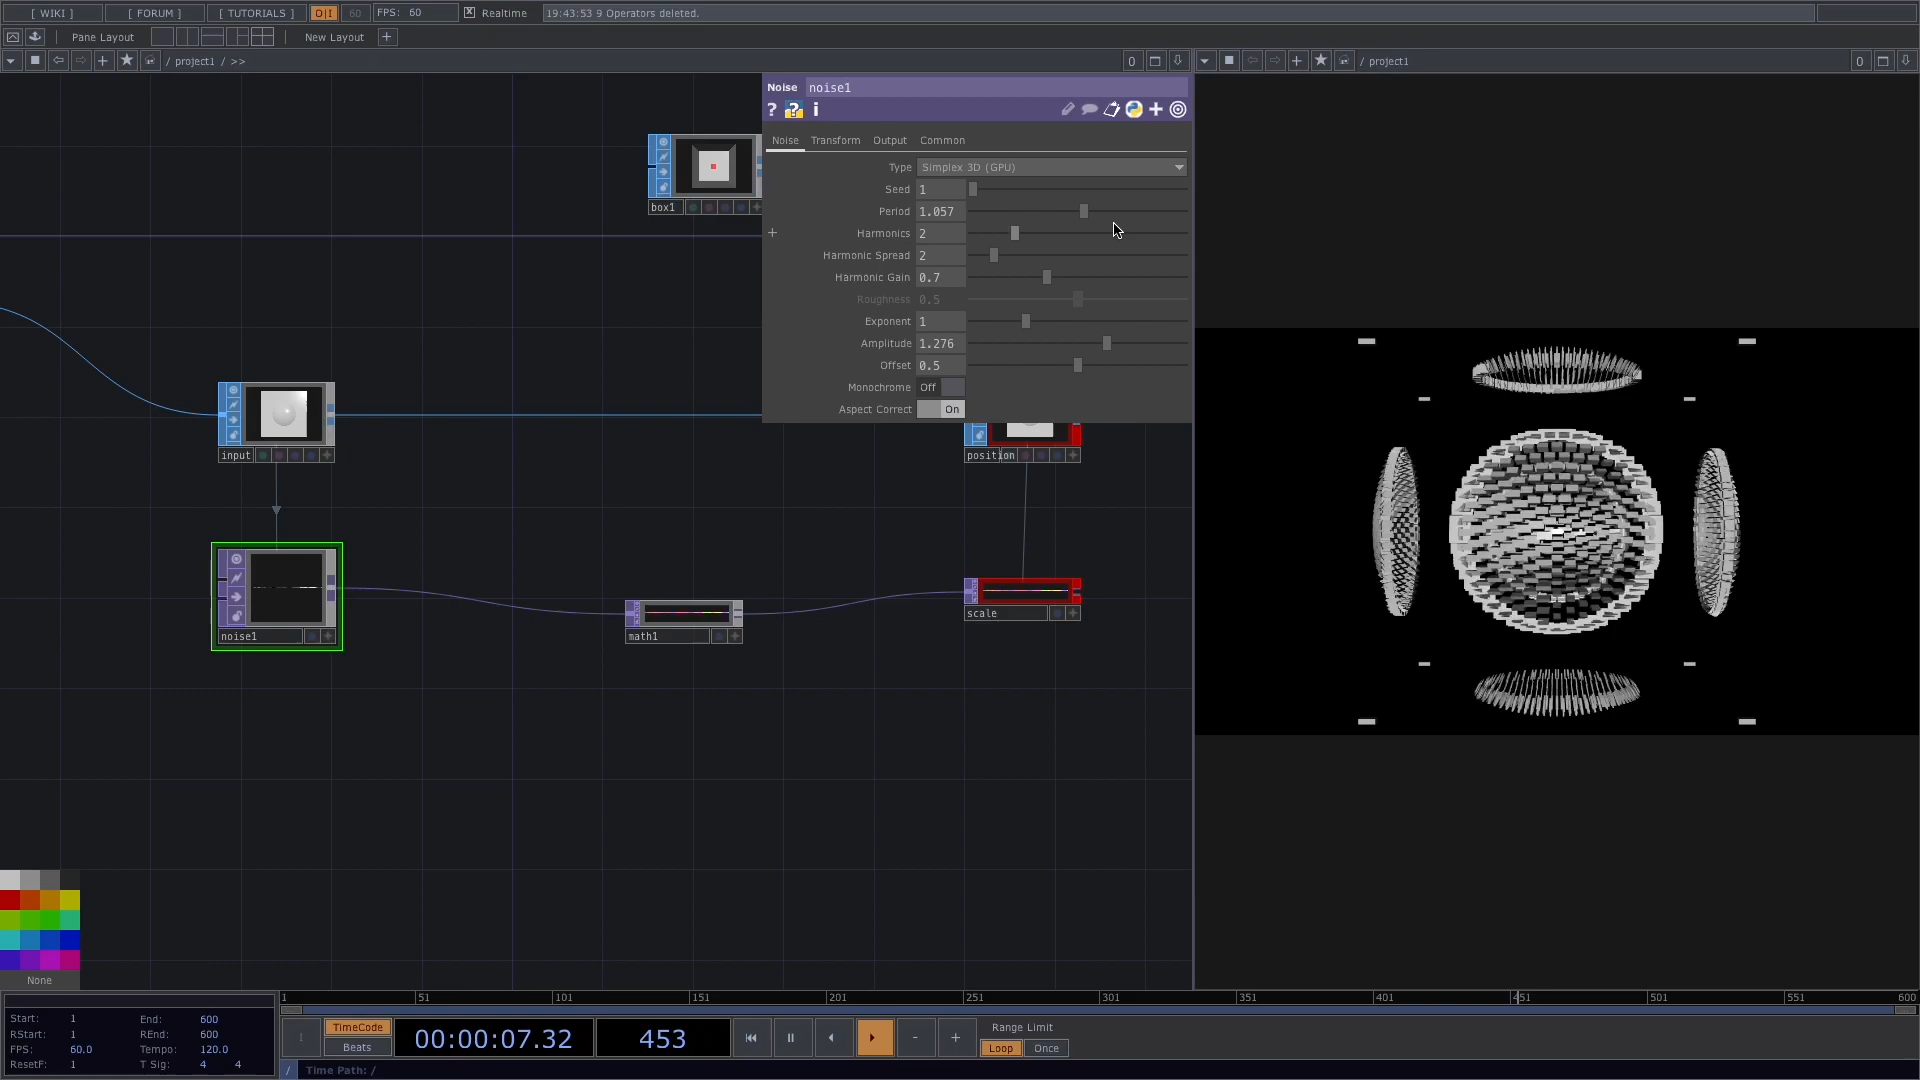 [ WIKI ] [ FORUM ] [ TUTORIALS ] O|I 60 FPS: 60 Realtime 19:43:53 9 Operators deleted.
Pane Layout New Layout +
/ project1 / >> 0 / project1 0
Noise noise1
? ? i
Noise Transform Output Common
Type Simplex 3D (GPU)
Seed 1
Period 1.057
+ Harmonics 2
Harmonic Spread 2
Harmonic Gain 0.7
Roughness 0.5
Exponent 1
Amplitude 1.276
Offset 0.5
Monochrome Off
Aspect Correct On
box1
input
position
noise1
math1
scale
None
1 51 101 151 201 251 301 351 401 451 501 551 600
Start: 1 End: 600
RStart: 1 REnd: 600
FPS: 60.0 Tempo: 120.0
ResetF: 1 T Sig: 4 4
TimeCode
Beats
00:00:07.32 453
- +
Range Limit
Loop Once
/ Time Path: /